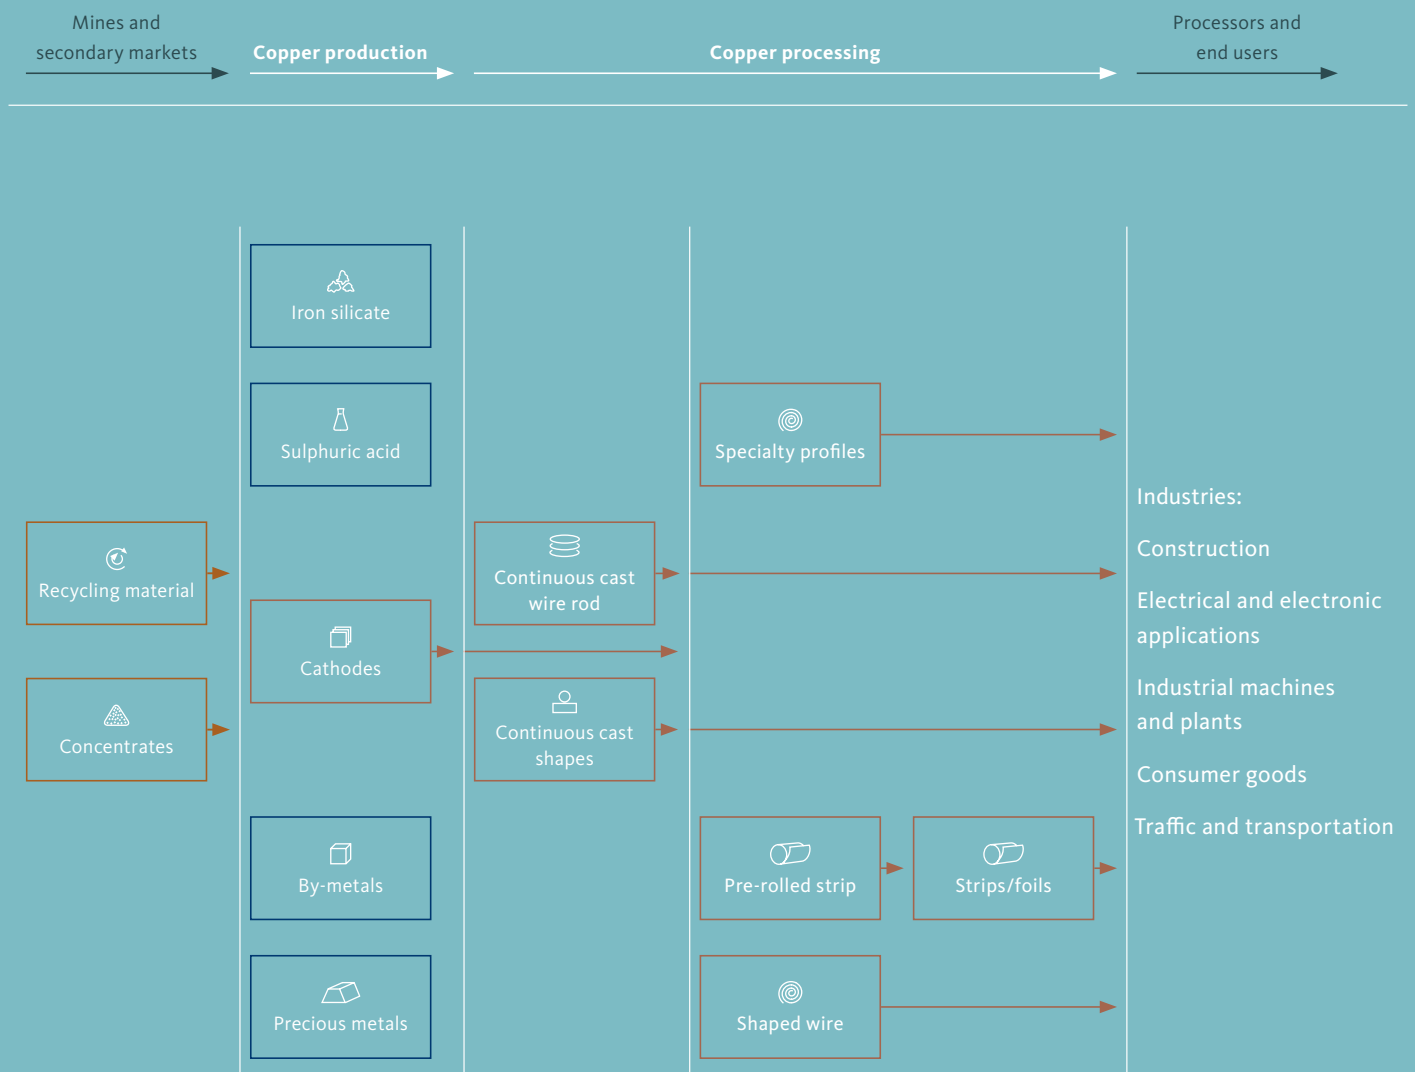 Mines and
secondary markets
Copper production
Copper processing
Processors and
end users
Iron silicate
Sulphuric acid
Specialty profiles
Recycling material
Continuous cast
wire rod
Cathodes
Concentrates
Continuous cast
shapes
By-metals
Pre-rolled strip
Strips/foils
Precious metals
Shaped wire
Industries:
Construction
Electrical and electronic
applications
Industrial machines
and plants
Consumer goods
Traffic and transportation